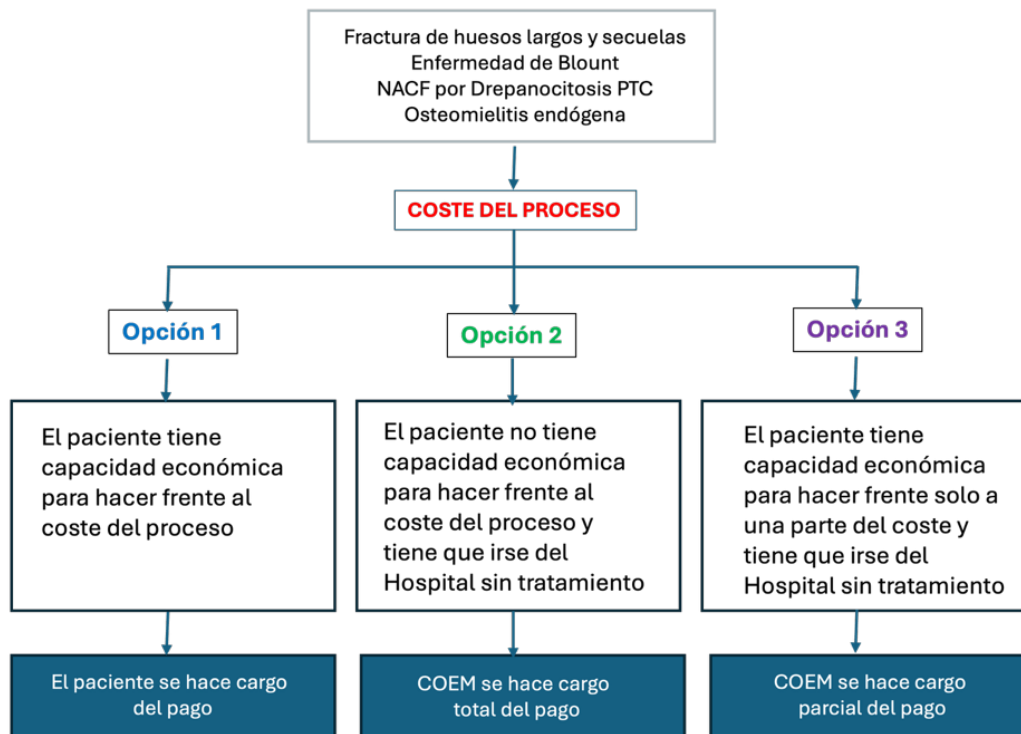 Fractura de huesos largos y secuelas
Enfermedad de Blount
NACF por Drepanocitosis PTC
Osteomielitis endógena
COSTE DEL PROCESO
Opción 1
Opción 2
Opción 3
El paciente tiene
capacidad económica
para hacer frente al
coste del proceso
El paciente no tiene
capacidad económica
para hacer frente al
coste del proceso y
tiene que irse del
Hospital sin tratamiento
El paciente tiene
capacidad económica
para hacer frente solo a
una parte del coste y
tiene que irse del
Hospital sin tratamiento
El paciente se hace cargo
del pago
COEM se hace cargo
total del pago
COEM se hace cargo
parcial del pago